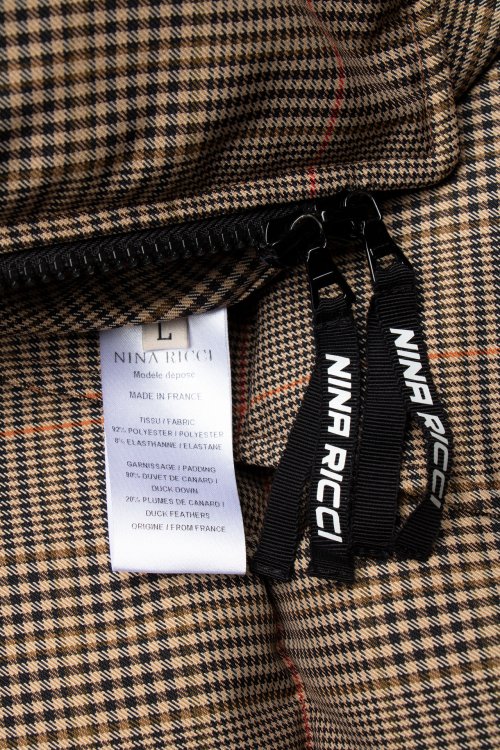 L
NINA RICCI
Modele déposé
MADE IN FRANCE
TISSU / FABRIC
92% POLYESTER / POLYESTER
8% ELASTHANNE / ELASTANE
GARNISSAGE / PADDING
80% DUVET DE CANARD /
DUCK DOWN
20% PLUMES DE CANARD /
DUCK FEATHERS
ORIGINE / FROM FRANCE
NINA RICCI
NINA RICCI